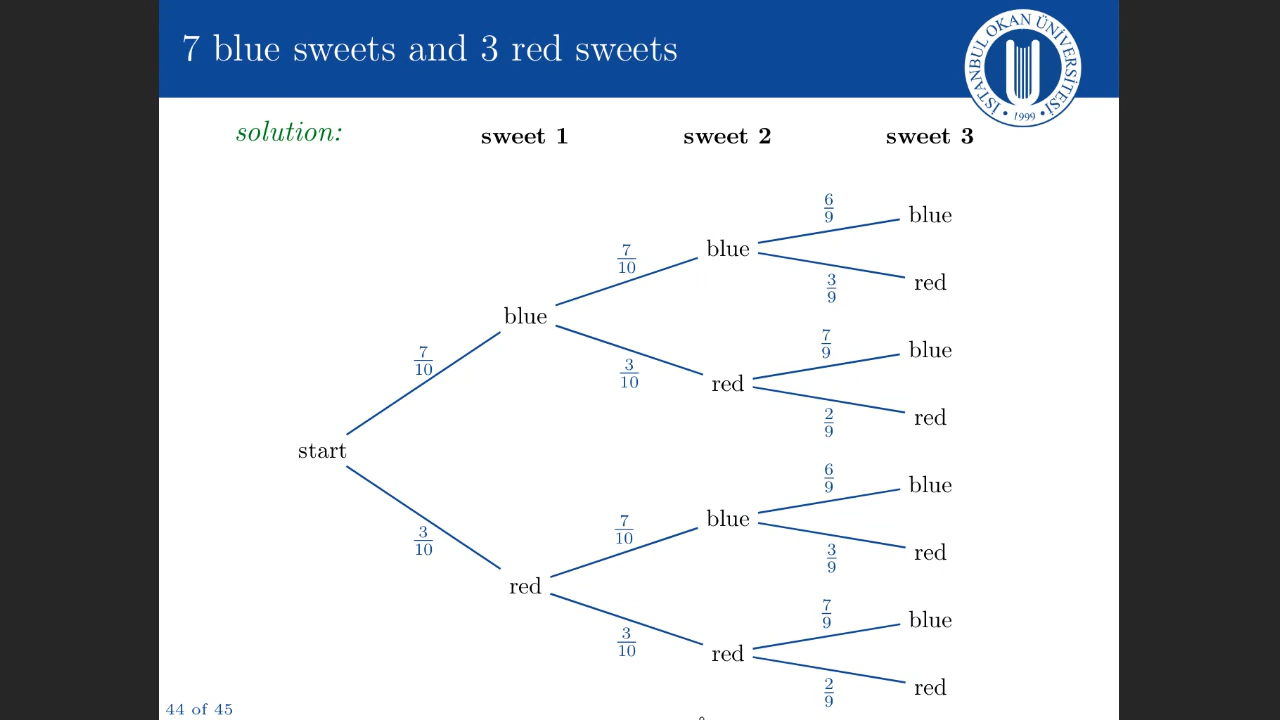 7 blue sweets and 3 red sweets
İSTANBUL OKAN ÜNİVERSİTESİ
• 1999 •
solution:
sweet 1 sweet 2 sweet 3
6/9
blue
7/10
blue
3/9
red
blue
7/10
7/9
blue
3/10
red
2/9
red
start
6/9
blue
7/10
blue
3/10
3/9
red
red
7/9
blue
3/10
red
2/9
red
44 of 45